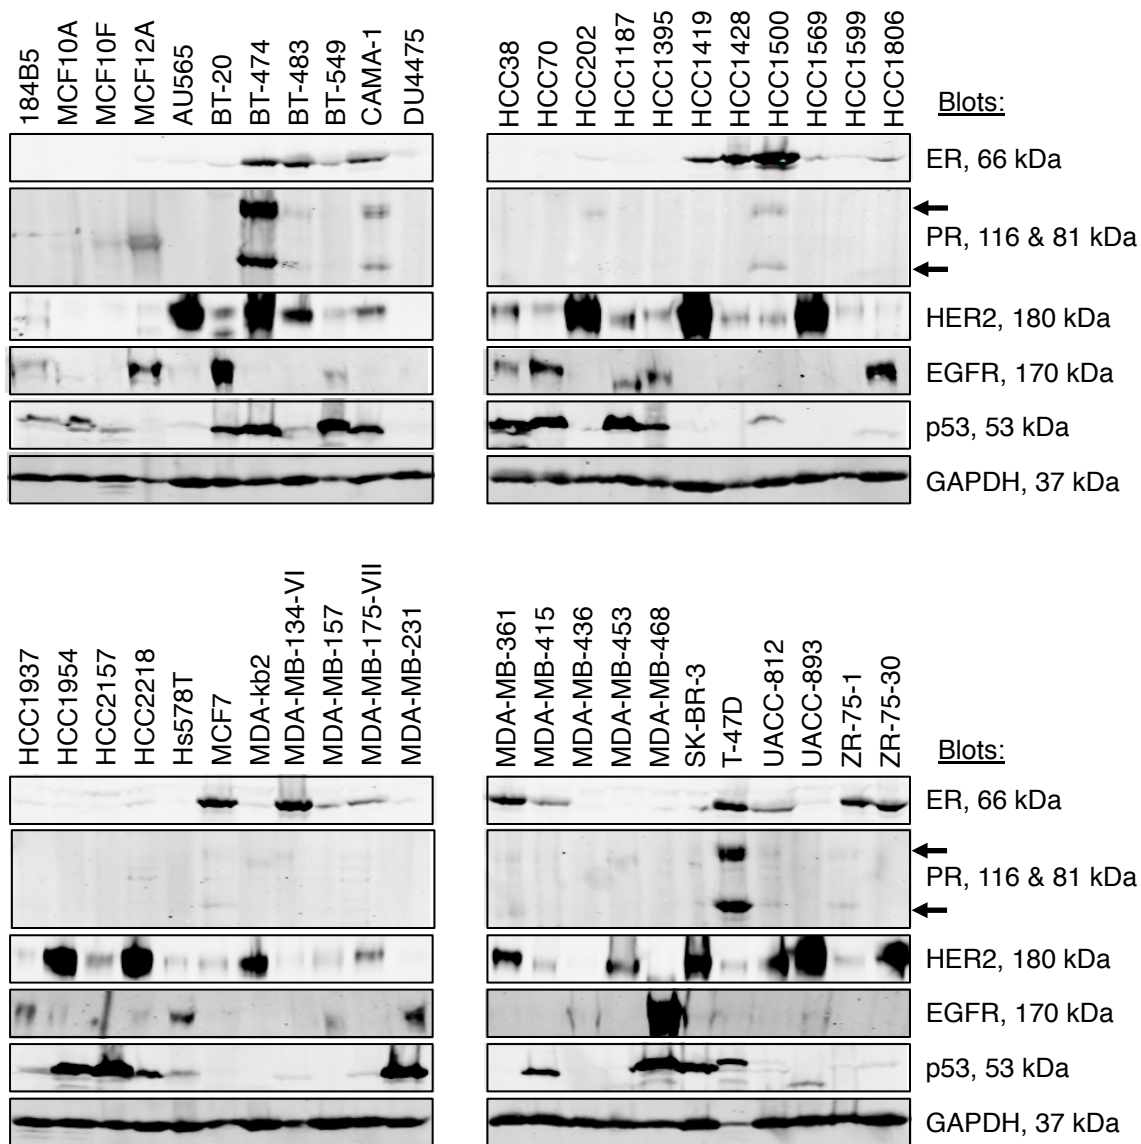 184B5
MCF10A
MCF10F
MCF12A
AU565
BT-20
BT-474
BT-483
BT-549
CAMA-1
DU4475
HCC38
HCC70
HCC202
HCC1187
HCC1395
HCC1419
HCC1428
HCC1500
HCC1569
HCC1599
HCC1806
Blots:
ER, 66 kDa
PR, 116 & 81 kDa
HER2, 180 kDa
EGFR, 170 kDa
p53, 53 kDa
GAPDH, 37 kDa
HCC1937
HCC1954
HCC2157
HCC2218
Hs578T
MCF7
MDA-kb2
MDA-MB-134-VI
MDA-MB-157
MDA-MB-175-VII
MDA-MB-231
MDA-MB-361
MDA-MB-415
MDA-MB-436
MDA-MB-453
MDA-MB-468
SK-BR-3
T-47D
UACC-812
UACC-893
ZR-75-1
ZR-75-30
Blots:
ER, 66 kDa
PR, 116 & 81 kDa
HER2, 180 kDa
EGFR, 170 kDa
p53, 53 kDa
GAPDH, 37 kDa